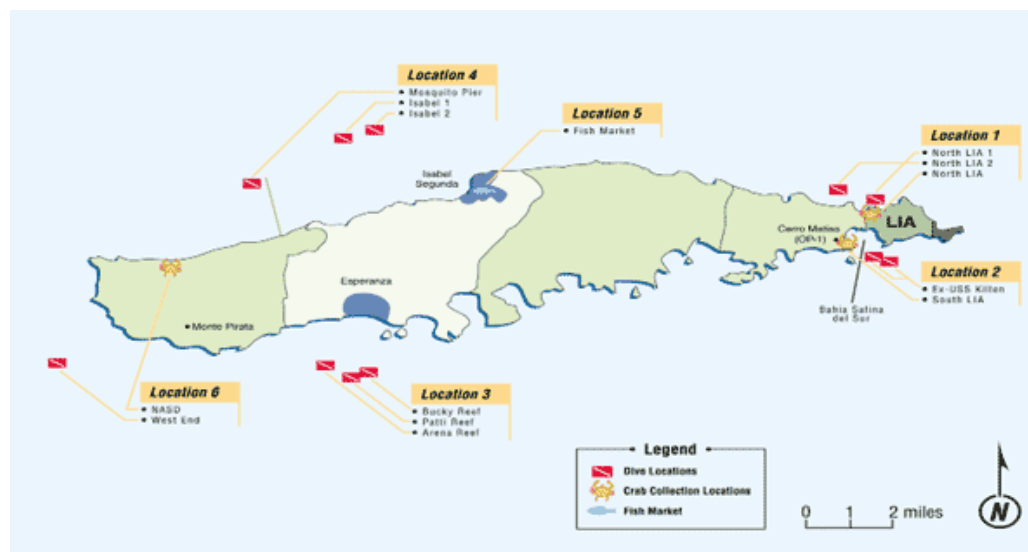 Location 4
Mosquito Pier
Isabel 1
Isabel 2
Location 5
Fish Market
Location 1
North LIA 1
North LIA 2
North LIA
Isabel
Segunda
LIA
Cerro Matias
(OP-1)
Location 2
Ex-USS Killen
South LIA
Bahia Salina
del Sur
Esperanza
Monte Pirata
Location 6
NASD
West End
Location 3
Bucky Reef
Patti Reef
Arena Reef
Legend
Dive Locations
Crab Collection Locations
Fish Market
0 1 2 miles
N